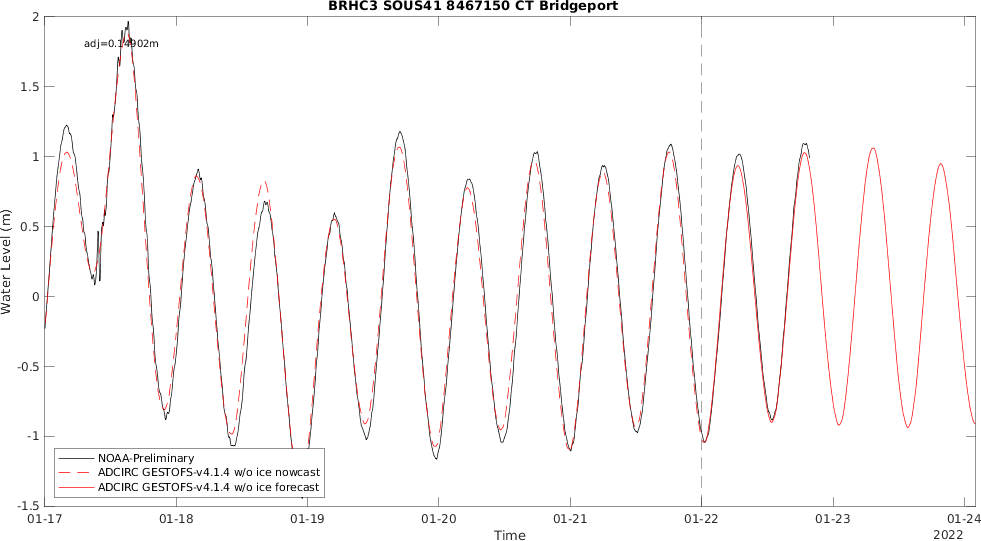 BRHC3 SOUS41 8467150 CT Bridgeport
adj=0.14902m
Water Level (m)
2
1.5
1
0.5
0
-0.5
-1
-1.5
NOAA-Preliminary
ADCIRC GESTOFS-v4.1.4 w/o ice nowcast
ADCIRC GESTOFS-v4.1.4 w/o ice forecast
01-17 01-18 01-19 01-20 01-21 01-22 01-23 01-24
Time
2022